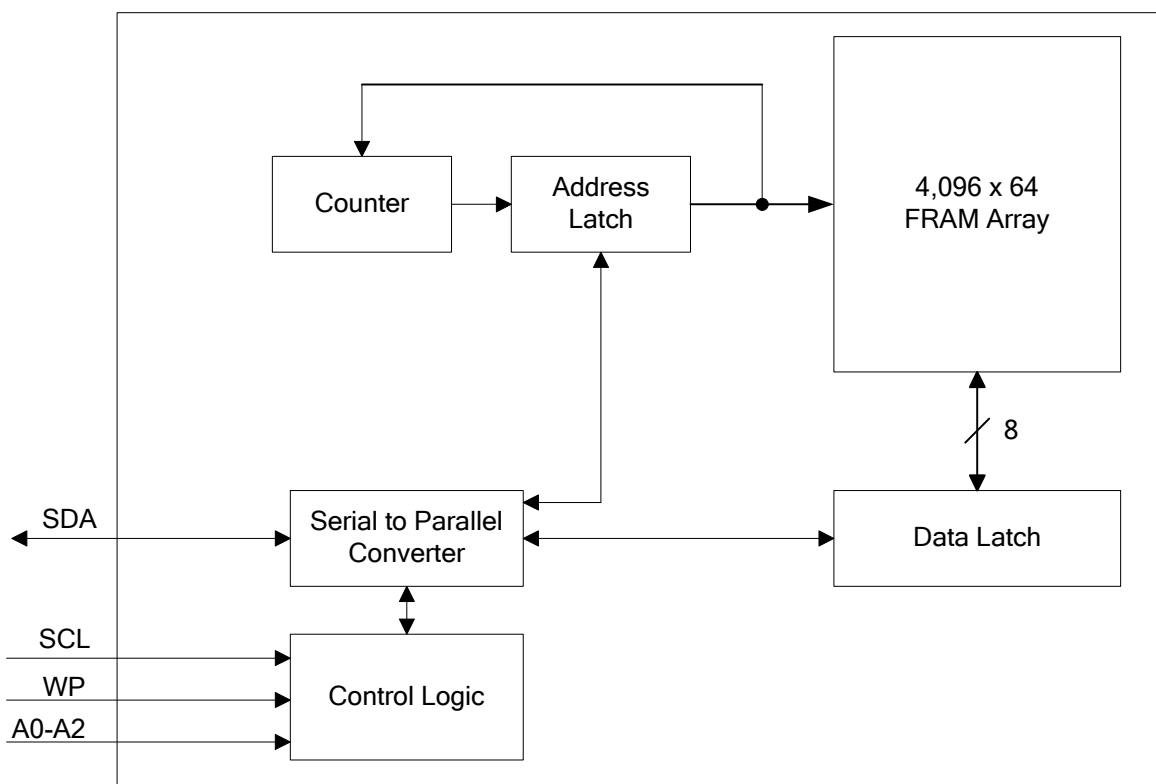 Counter
Address
Latch
4,096 x 64
FRAM Array
8
SDA
Serial to Parallel
Converter
Data Latch
SCL
WP
A0-A2
Control Logic